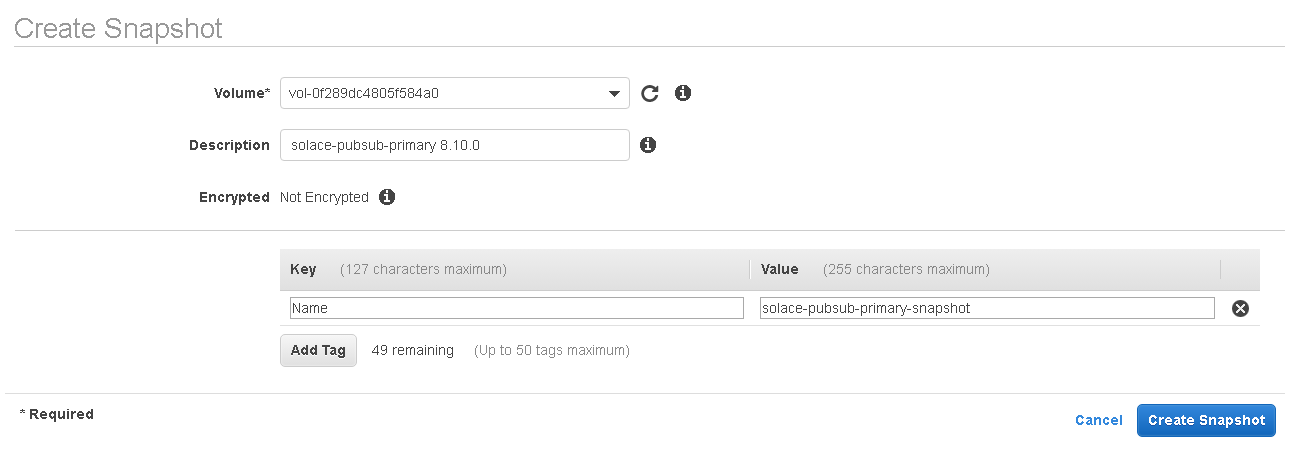 Create Snapshot
Volume* vol-0f289dc4805f584a0
Description solace-pubsub-primary 8.10.0
Encrypted Not Encrypted
Key (127 characters maximum) Value (255 characters maximum)
Name solace-pubsub-primary-snapshot
Add Tag 49 remaining (Up to 50 tags maximum)
* Required
Cancel Create Snapshot